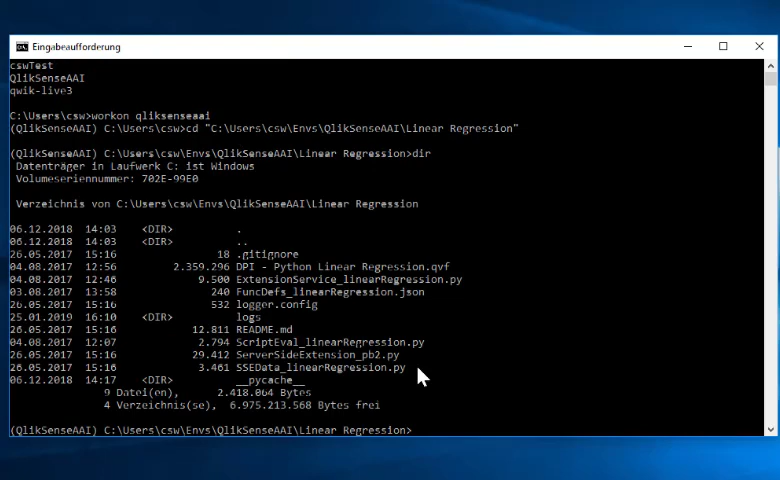 Eingabeaufforderung
cswTest
QlikSenseAAI
qwik-live3
C:\Users\csw>workon qliksenseaai
(QlikSenseAAI) C:\Users\csw>cd "C:\Users\csw\Envs\QlikSenseAAI\Linear Regression"
(QlikSenseAAI) C:\Users\csw\Envs\QlikSenseAAI\Linear Regression>dir
Datenträger in Laufwerk C: ist Windows
Volumeseriennummer: 702E-99E0
Verzeichnis von C:\Users\csw\Envs\QlikSenseAAI\Linear Regression
06.12.2018 14:03 <DIR> .
06.12.2018 14:03 <DIR> ..
26.05.2017 15:16 18 .gitignore
04.08.2017 12:56 2.359.296 DPI - Python Linear Regression.qvf
04.08.2017 12:46 9.500 ExtensionService_linearRegression.py
03.08.2017 13:58 240 FuncDefs_linearRegression.json
26.05.2017 15:16 532 logger.config
25.01.2019 16:10 <DIR> logs
26.05.2017 15:16 12.811 README.md
04.08.2017 12:07 2.794 ScriptEval_linearRegression.py
26.05.2017 15:16 29.412 ServerSideExtension_pb2.py
26.05.2017 15:16 3.461 SSEData_linearRegression.py
06.12.2018 14:17 <DIR> __pycache__
9 Datei(en), 2.418.064 Bytes
4 Verzeichnis(se), 6.975.213.568 Bytes frei
(QlikSenseAAI) C:\Users\csw\Envs\QlikSenseAAI\Linear Regression>